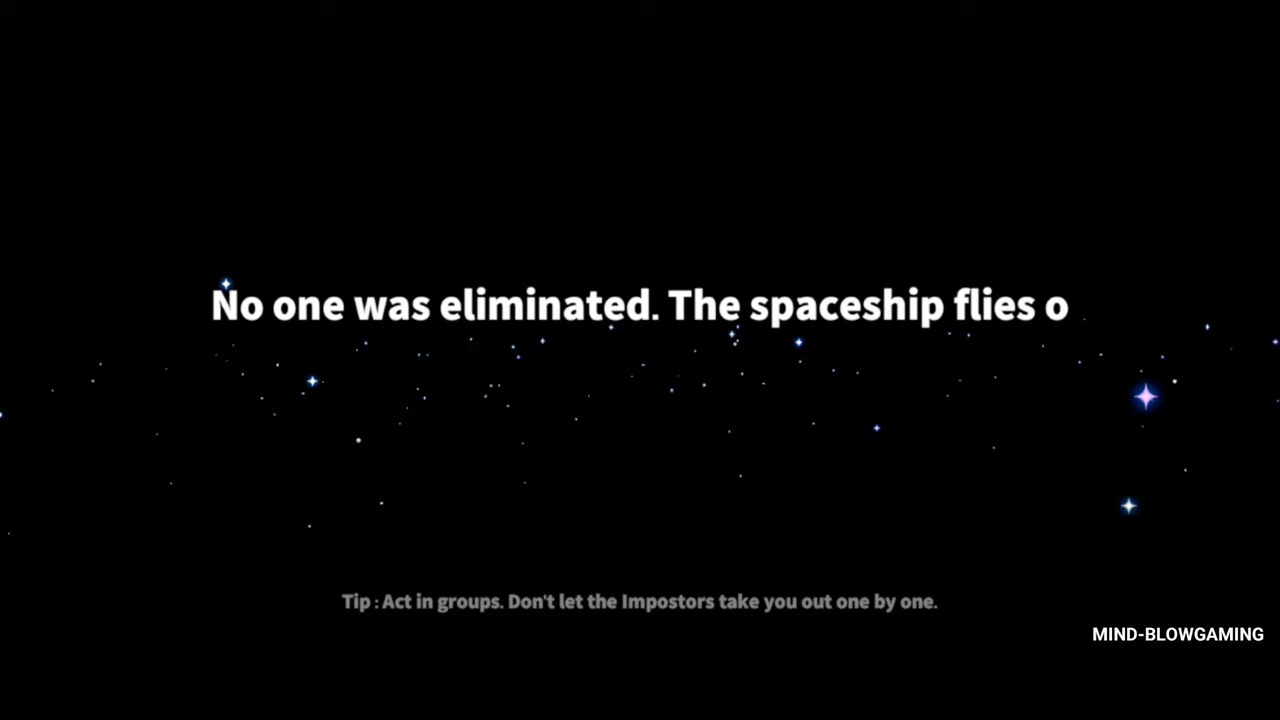 No one was eliminated. The spaceship flies o
Tip : Act in groups. Don't let the Impostors take you out one by one.
MIND-BLOWGAMING